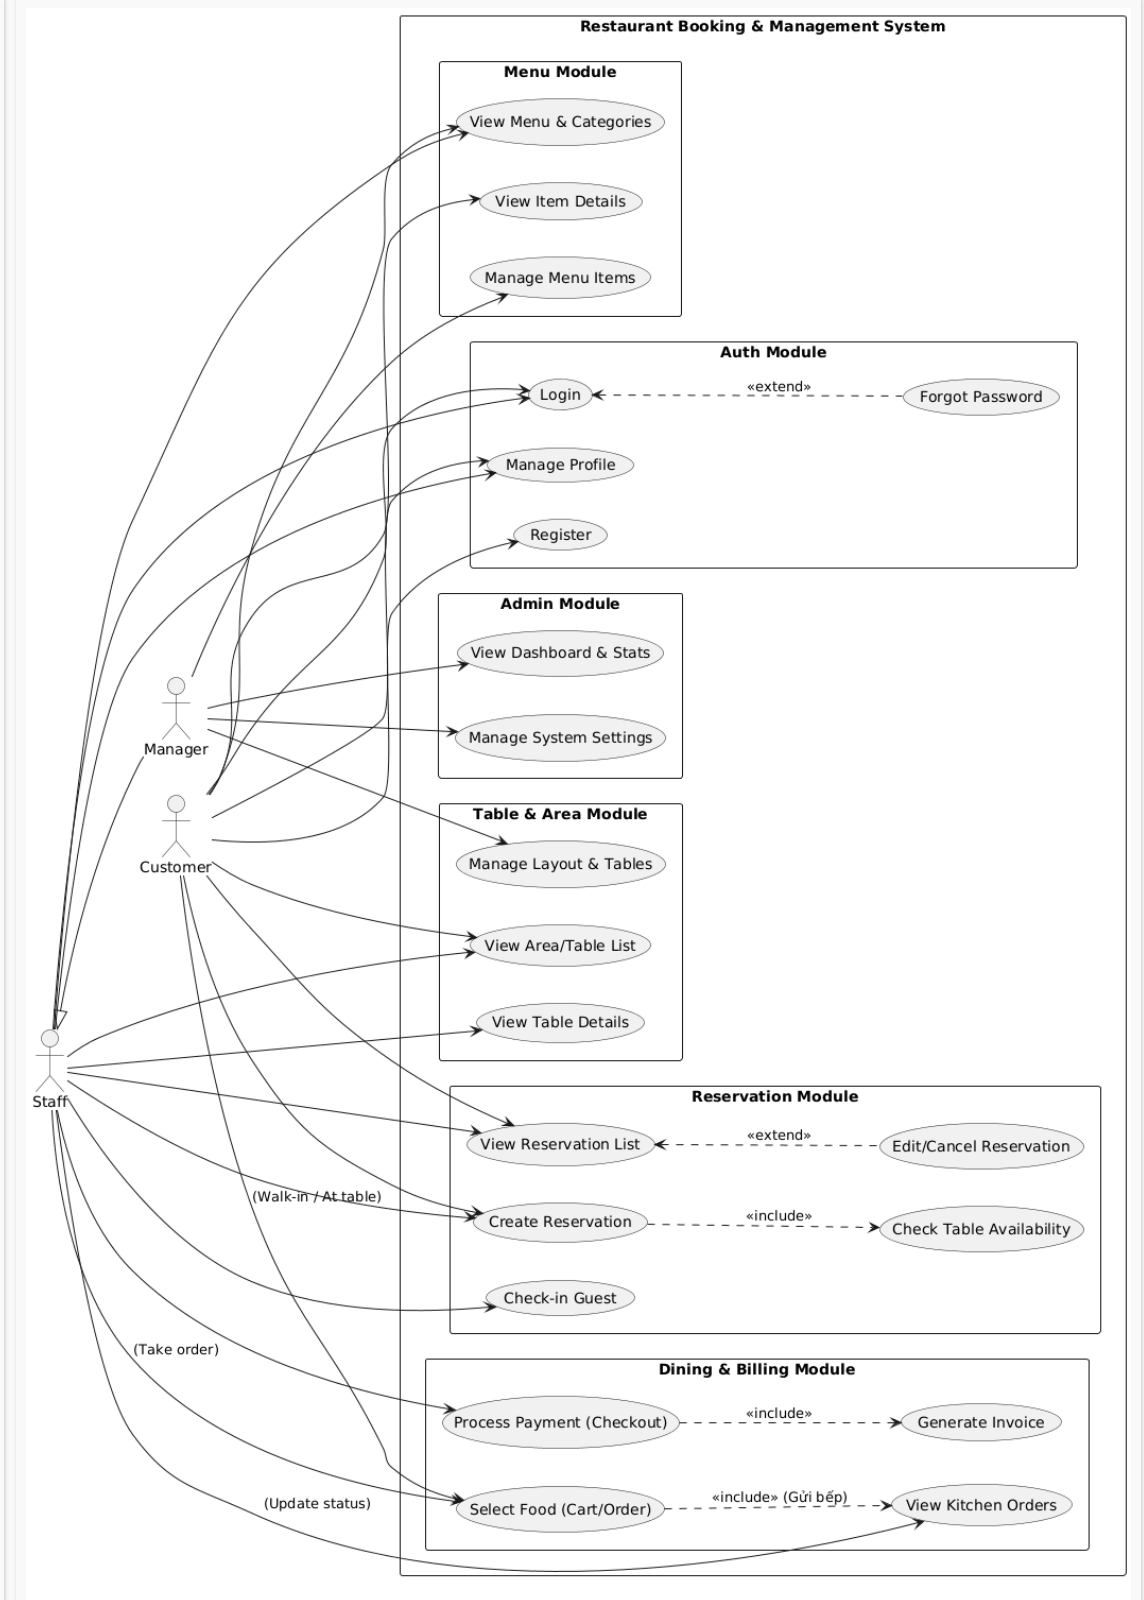 Restaurant Booking & Management System
Menu Module
View Menu & Categories
View Item Details
Manage Menu Items
Auth Module
Login
«extend»
Forgot Password
Manage Profile
Register
Admin Module
View Dashboard & Stats
Manage System Settings
Manager
Customer
Table & Area Module
Manage Layout & Tables
View Area/Table List
View Table Details
Staff
Reservation Module
View Reservation List
«extend»
Edit/Cancel Reservation
(Walk-in / At table)
Create Reservation
«include»
Check Table Availability
Check-in Guest
(Take order)
Dining & Billing Module
Process Payment (Checkout)
«include»
Generate Invoice
(Update status)
Select Food (Cart/Order)
«include» (Gửi bếp)
View Kitchen Orders